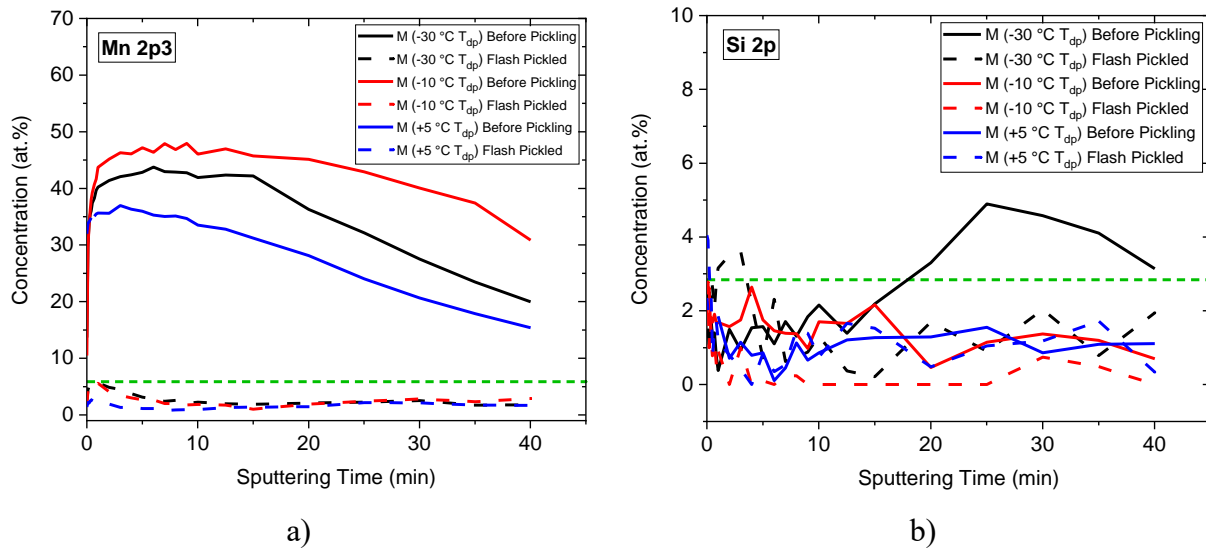 Mn 2p3
M (-30 °C Tdp) Before Pickling
M (-30 °C Tdp) Flash Pickled
M (-10 °C Tdp) Before Pickling
M (-10 °C Tdp) Flash Pickled
M (+5 °C Tdp) Before Pickling
M (+5 °C Tdp) Flash Pickled
Concentration (at.%)
70
60
50
40
30
20
10
0
0
10
20
30
40
Sputtering Time (min)
a)
Si 2p
M (-30 °C Tdp) Before Pickling
M (-30 °C Tdp) Flash Pickled
M (-10 °C Tdp) Before Pickling
M (-10 °C Tdp) Flash Pickled
M (+5 °C Tdp) Before Pickling
M (+5 °C Tdp) Flash Pickled
Concentration (at.%)
10
8
6
4
2
0
0
10
20
30
40
Sputtering Time (min)
b)